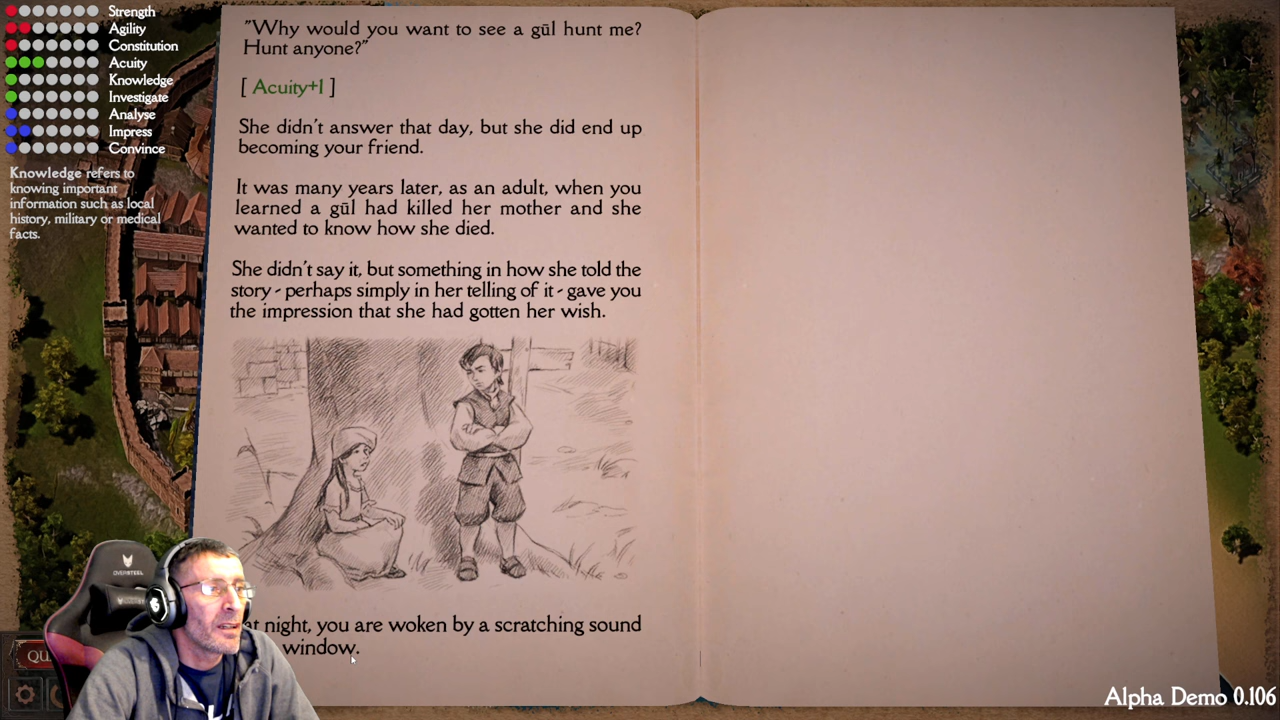 Strength
Agility
Constitution
Acuity
Knowledge
Investigate
Analyse
Impress
Convince
Knowledge refers to
knowing important
information such as local
history, military or medical
facts.
"Why would you want to see a gūl hunt me?
Hunt anyone?"
[ Acuity+1 ]
She didn't answer that day, but she did end up
becoming your friend.
It was many years later, as an adult, when you
learned a gūl had killed her mother and she
wanted to know how she died.
She didn't say it, but something in how she told the
story - perhaps simply in her telling of it - gave you
the impression that she had gotten her wish.
night, you are woken by a scratching sound
window.
OVERSTEEL
Alpha Demo 0.106